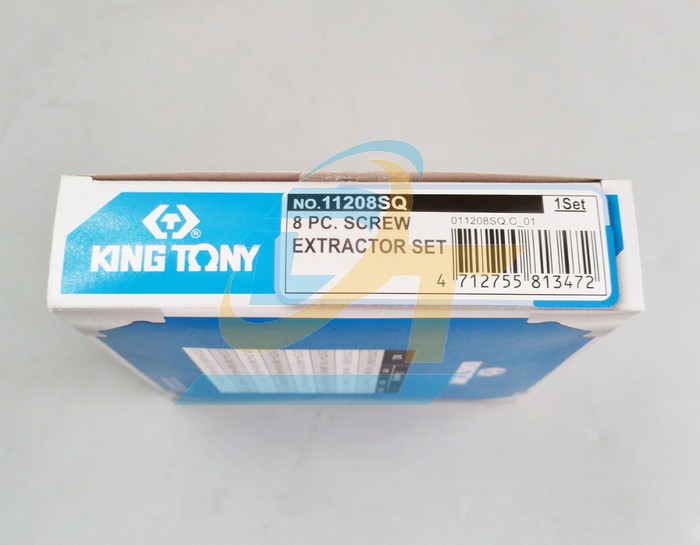 NO.11208SQ
1Set
8 PC. SCREW
011208SQ.C_01
EXTRACTOR SET
KING TONY
4 712755 813472